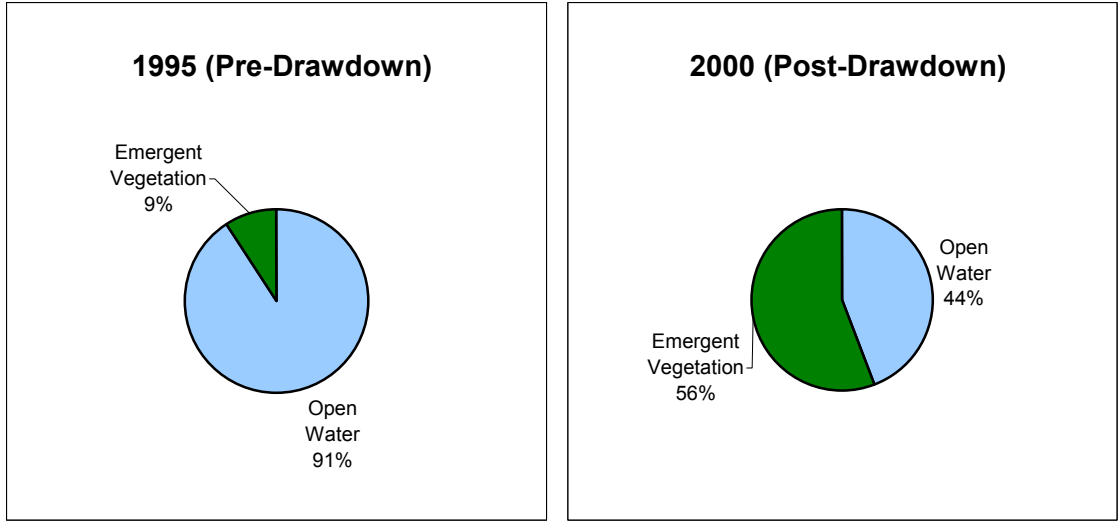 1995 (Pre-Drawdown)
Emergent
Vegetation
9%
Open
Water
91%
2000 (Post-Drawdown)
Open
Water
44%
Emergent
Vegetation
56%